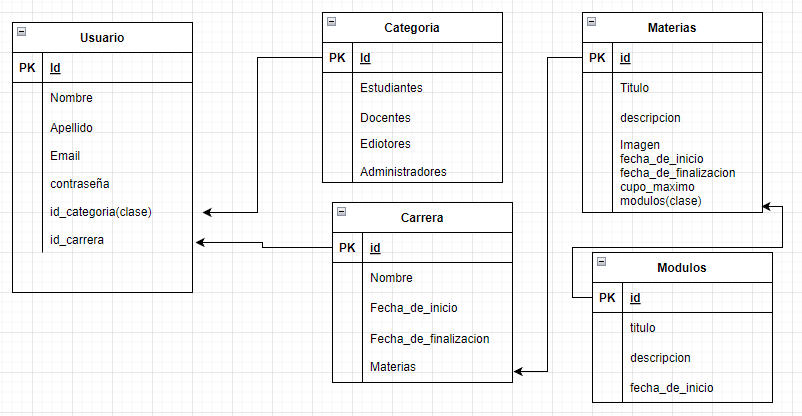 Usuario
PK Id
Nombre
Apellido
Email
contraseña
id_categoria(clase)
id_carrera
Categoria
PK Id
Estudiantes
Docentes
Ediotores
Administradores
Materias
PK id
Titulo
descripcion
Imagen
fecha_de_inicio
fecha_de_finalizacion
cupo_maximo
modulos(clase)
Carrera
PK id
Nombre
Fecha_de_inicio
Fecha_de_finalizacion
Materias
Modulos
PK id
titulo
descripcion
fecha_de_inicio